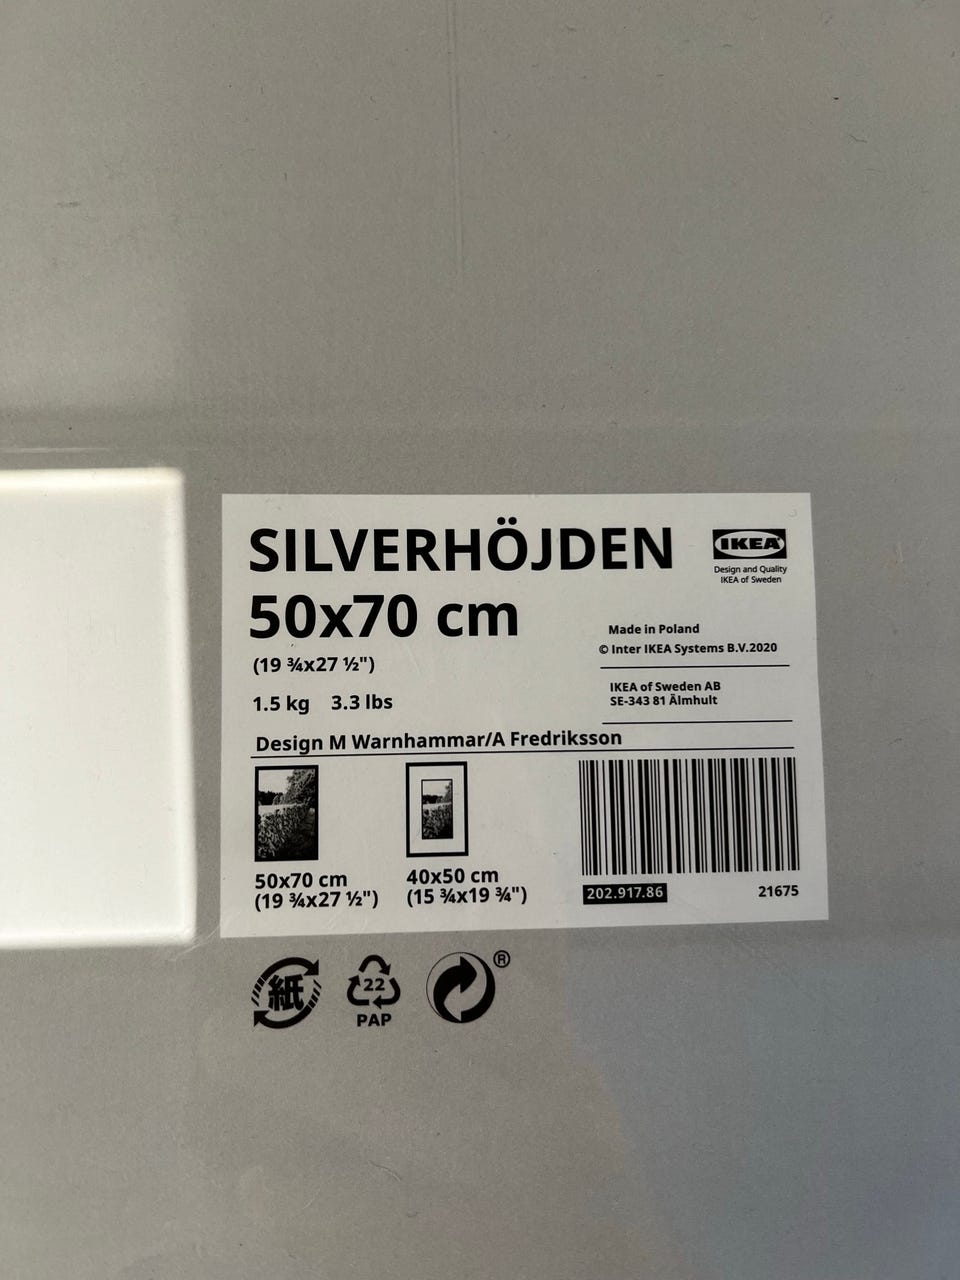 SILVERHÖJDEN
50x70 cm
(19 ¾x27 ½")
1.5 kg 3.3 lbs
IKEA
Design and Quality
IKEA of Sweden
Made in Poland
© Inter IKEA Systems B.V.2020
IKEA of Sweden AB
SE-343 81 Älmhult
Design M Warnhammar/A Fredriksson
50x70 cm
(19 ¾x27 ½")
40x50 cm
(15 ¾x19 ¾")
202.917.86
21675
紙
22
PAP
®